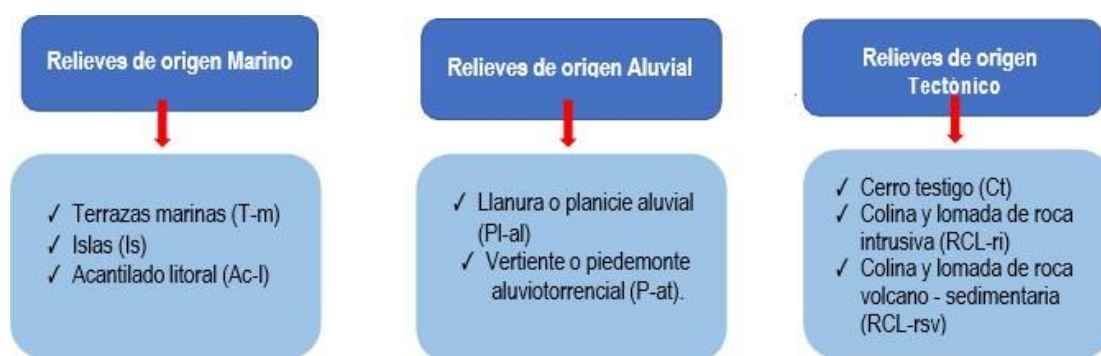 Relieves de origen Marino
✓ Terrazas marinas (T-m)
✓ Islas (Is)
✓ Acantilado litoral (Ac-l)
Relieves de origen Aluvial
✓ Llanura o planicie aluvial
(Pl-al)
✓ Vertiente o piedemonte
aluviotorrencial (P-at).
Relieves de origen
Tectónico
✓ Cerro testigo (Ct)
✓ Colina y lomada de roca
intrusiva (RCL-ri)
✓ Colina y lomada de roca
volcano - sedimentaria
(RCL-rsv)